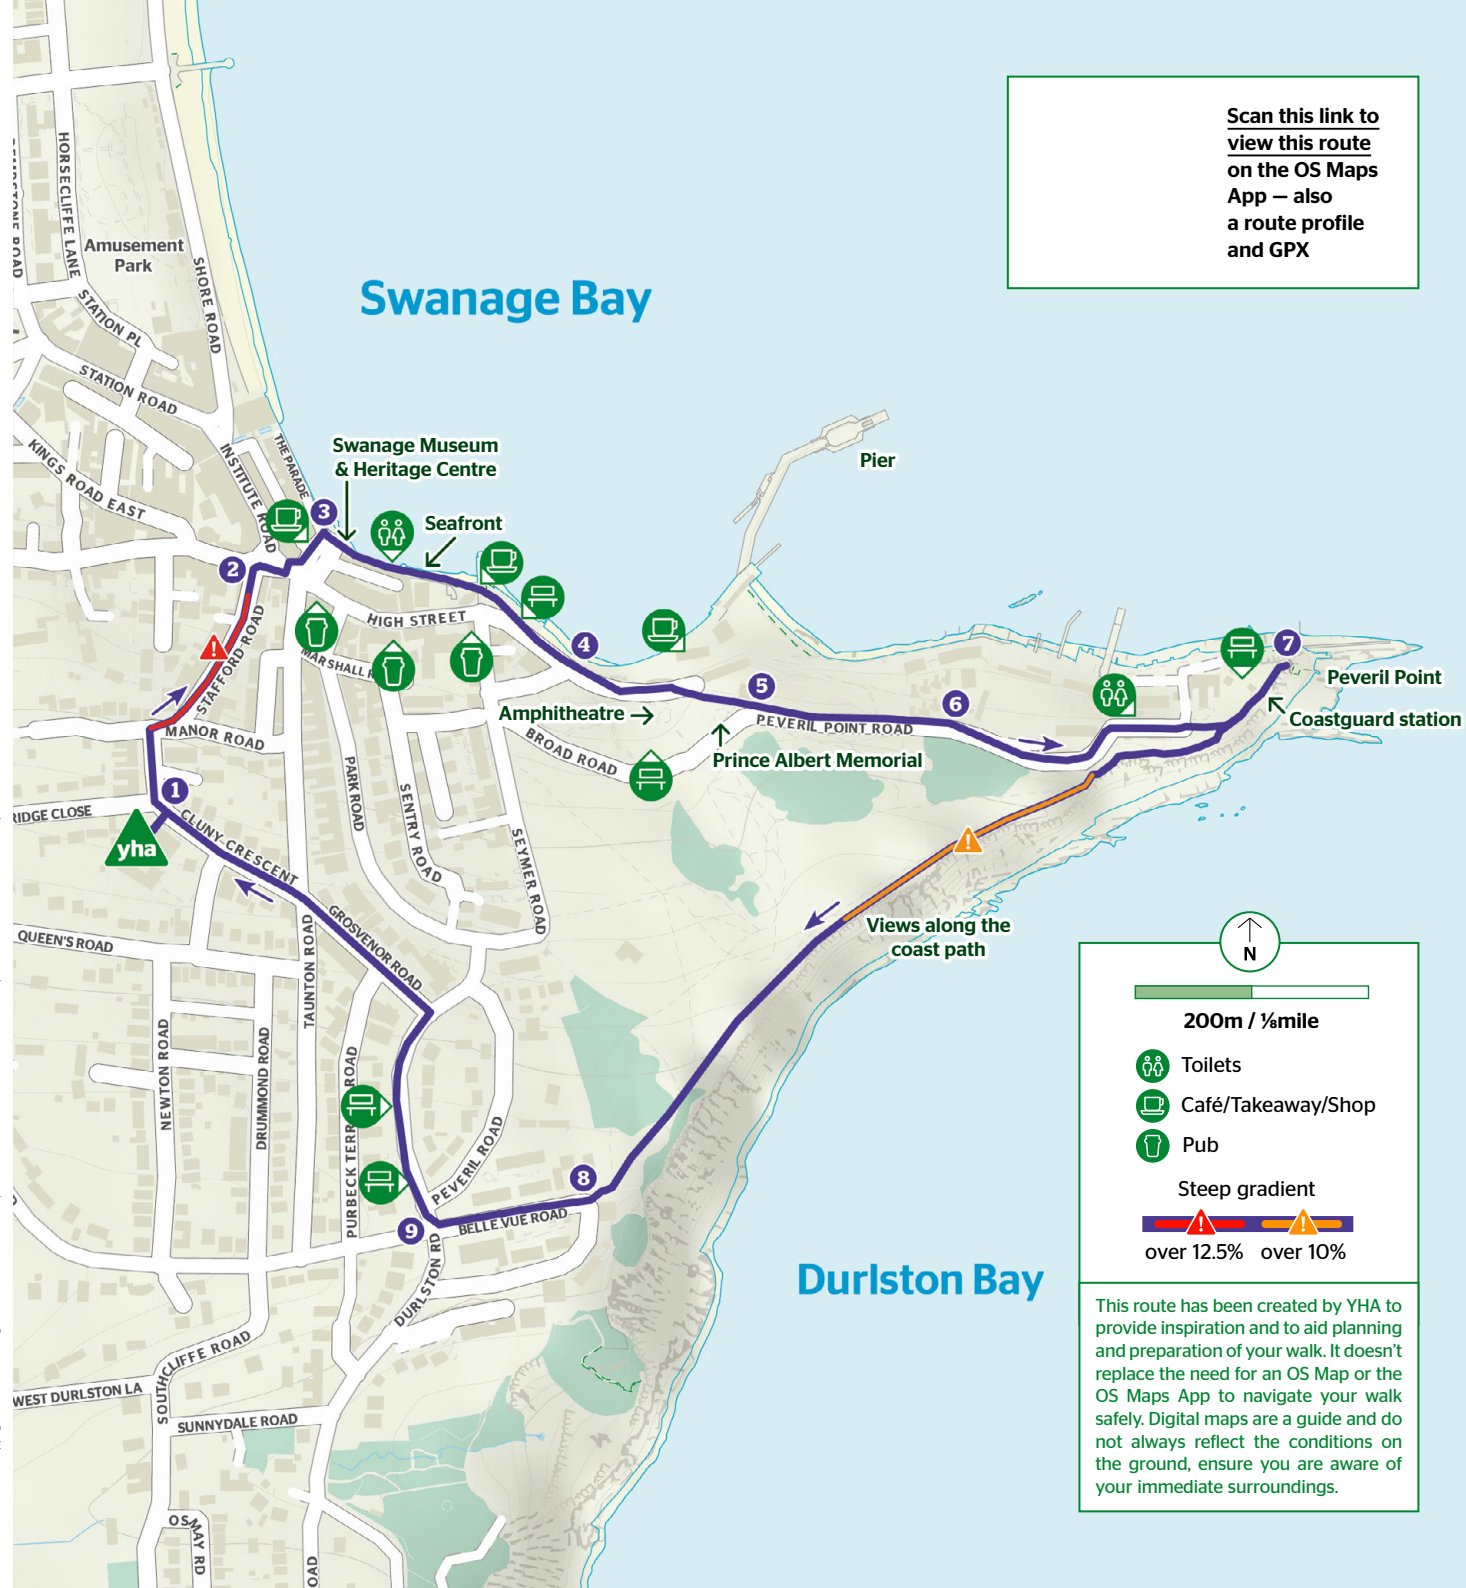 Scan this link to
view this route
on the OS Maps
App — also
a route profile
and GPX
HORSECLIFFE LANE
Amusement
Park
SHORE ROAD
STATION PL
STATION ROAD
Swanage Bay
KINGS ROAD EAST
INSTITUTE ROAD
THE PARADE
Swanage Museum
& Heritage Centre
Seafront
Pier
3
2
HIGH STREET
4
7
Peveril Point
Coastguard station
STAFFORD ROAD
MANOR ROAD
5
6
Amphitheatre
PEVERIL POINT ROAD
BROAD ROAD
Prince Albert Memorial
PARK ROAD
SENTRY ROAD
SEYMER ROAD
1
RIDGE CLOSE
yha
CLUNY CRESCENT
GROSVENOR ROAD
QUEEN'S ROAD
TAUNTON ROAD
Views along the
coast path
NEWTON ROAD
DRUMMOND ROAD
PURBECK TERR ROAD
PEVERIL ROAD
8
9
BELLE VUE ROAD
DURLSTON RD
Durlston Bay
SOUTHCLIFFE ROAD
WEST DURLSTON LA
SUNNYDALE ROAD
OSMAY RD
OAD
N
200m / ⅛mile
Toilets
Café/Takeaway/Shop
Pub
Steep gradient
over 12.5% over 10%
This route has been created by YHA to
provide inspiration and to aid planning
and preparation of your walk. It doesn't
replace the need for an OS Map or the
OS Maps App to navigate your walk
safely. Digital maps are a guide and do
not always reflect the conditions on
the ground, ensure you are aware of
your immediate surroundings.